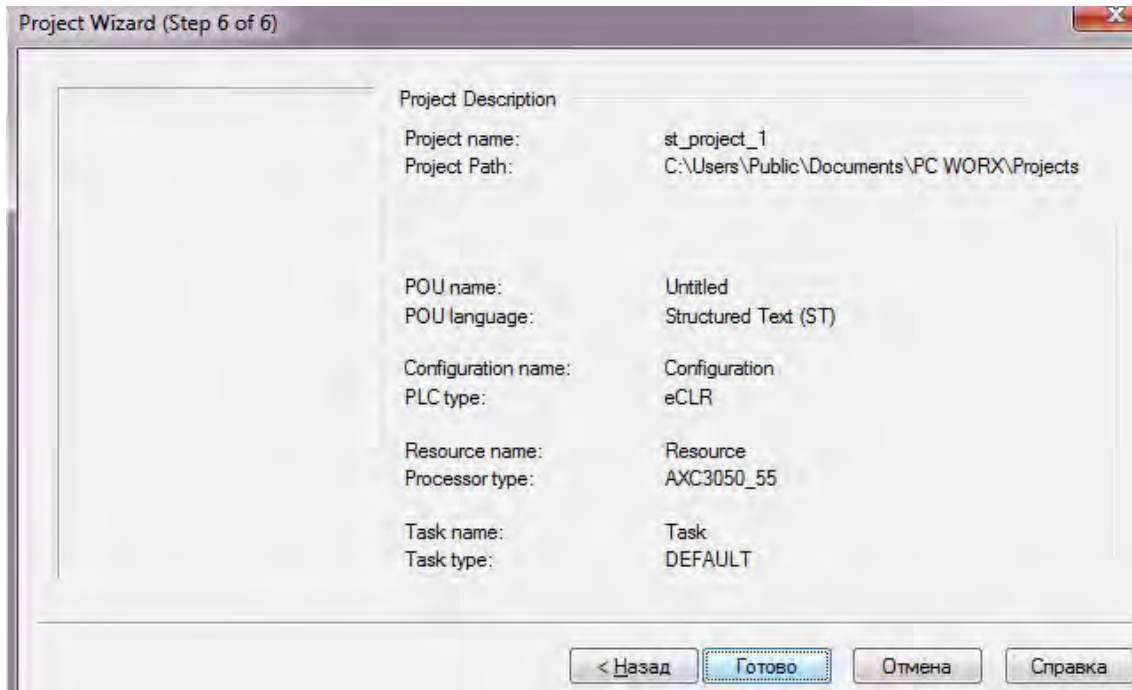 Project Wizard (Step 6 of 6)
Project Description
Project name: st_project_1
Project Path: C:\Users\Public\Documents\PC WORX\Projects
POU name: Untitled
POU language: Structured Text (ST)
Configuration name: Configuration
PLC type: eCLR
Resource name: Resource
Processor type: AXC3050_55
Task name: Task
Task type: DEFAULT
< Назад Готово Отмена Справка